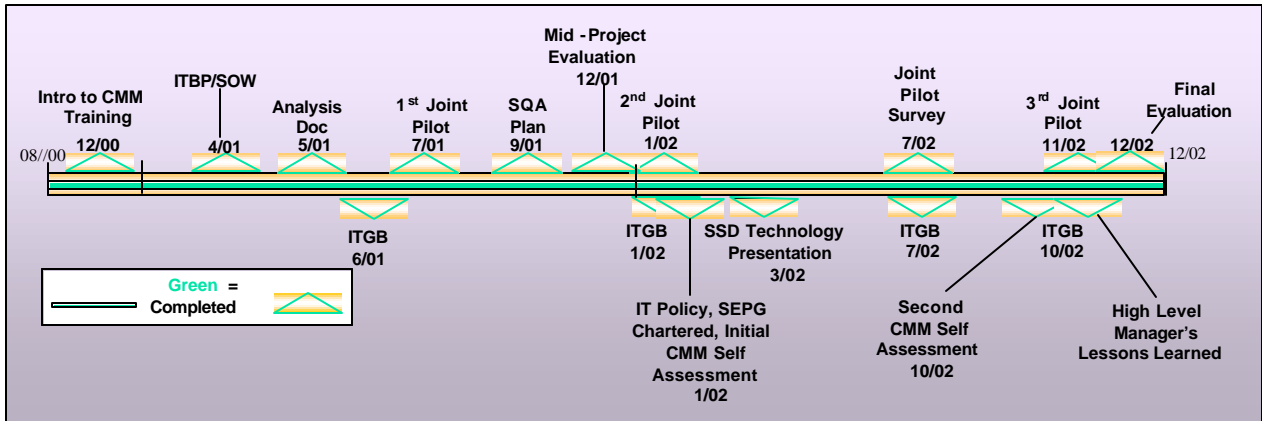 Mid -Project
Evaluation
12/01
ITBP/SOW
4/01
Intro to CMM
Training
12/00
Analysis
Doc
5/01
1st Joint
Pilot
7/01
SQA
Plan
9/01
2nd Joint
Pilot
1/02
Joint
Pilot
Survey
7/02
3rd Joint
Pilot
11/02
Final
Evaluation
12/02
08//00
12/02
ITGB
6/01
ITGB
1/02
SSD Technology
Presentation
3/02
ITGB
7/02
ITGB
10/02
Green =
Completed
IT Policy, SEPG
Chartered, Initial
CMM Self
Assessment
1/02
Second
CMM Self
Assessment
10/02
High Level
Manager's
Lessons Learned